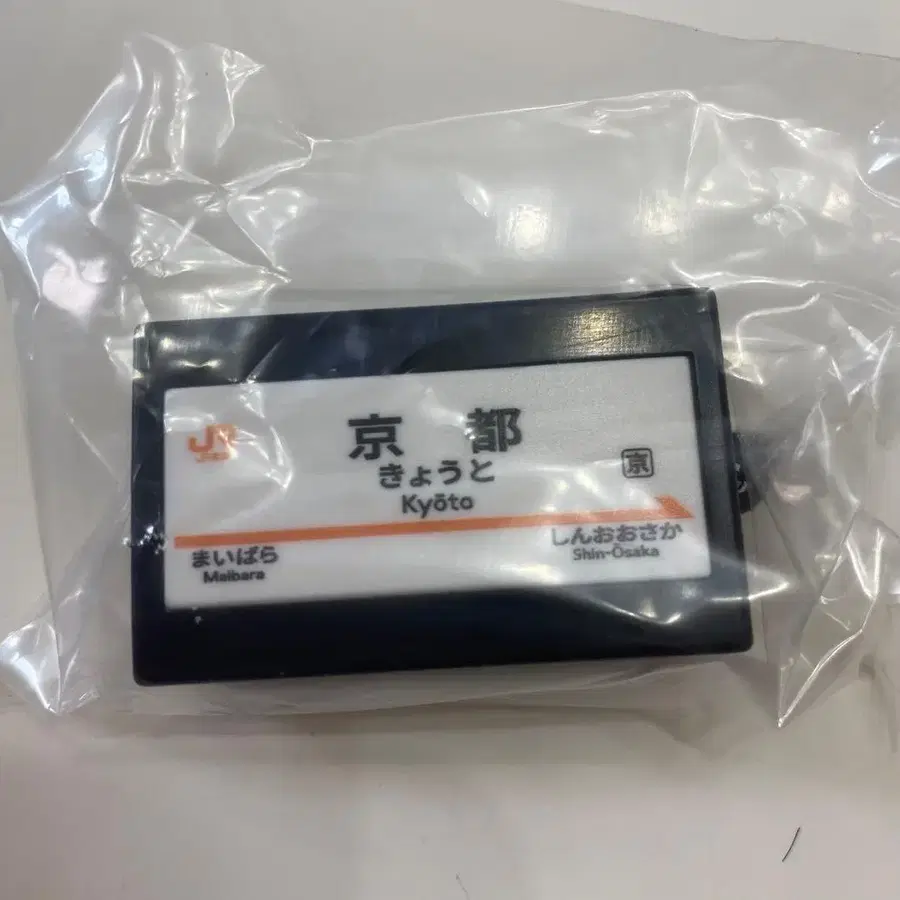 JR
京都
きょうと
京
Kyōto
まいばら
しんおおさか
Maibara
Shin-Ōsaka